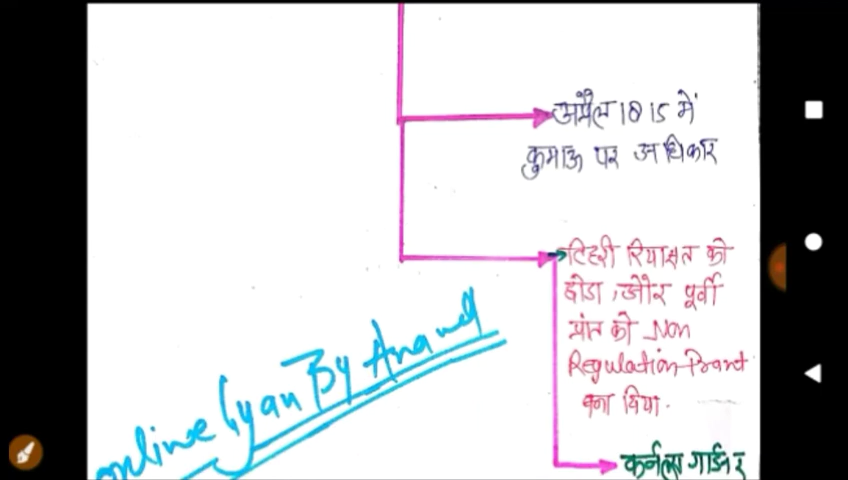 अप्रैल 1815 में
कुमाऊ पर अधिकार
टिहरी रियासत को
छोडा, और पूर्वी
प्रांत को Non
Regulation Prant
बना दिया.
कर्नल गार्डनर
online Gyan By Anand